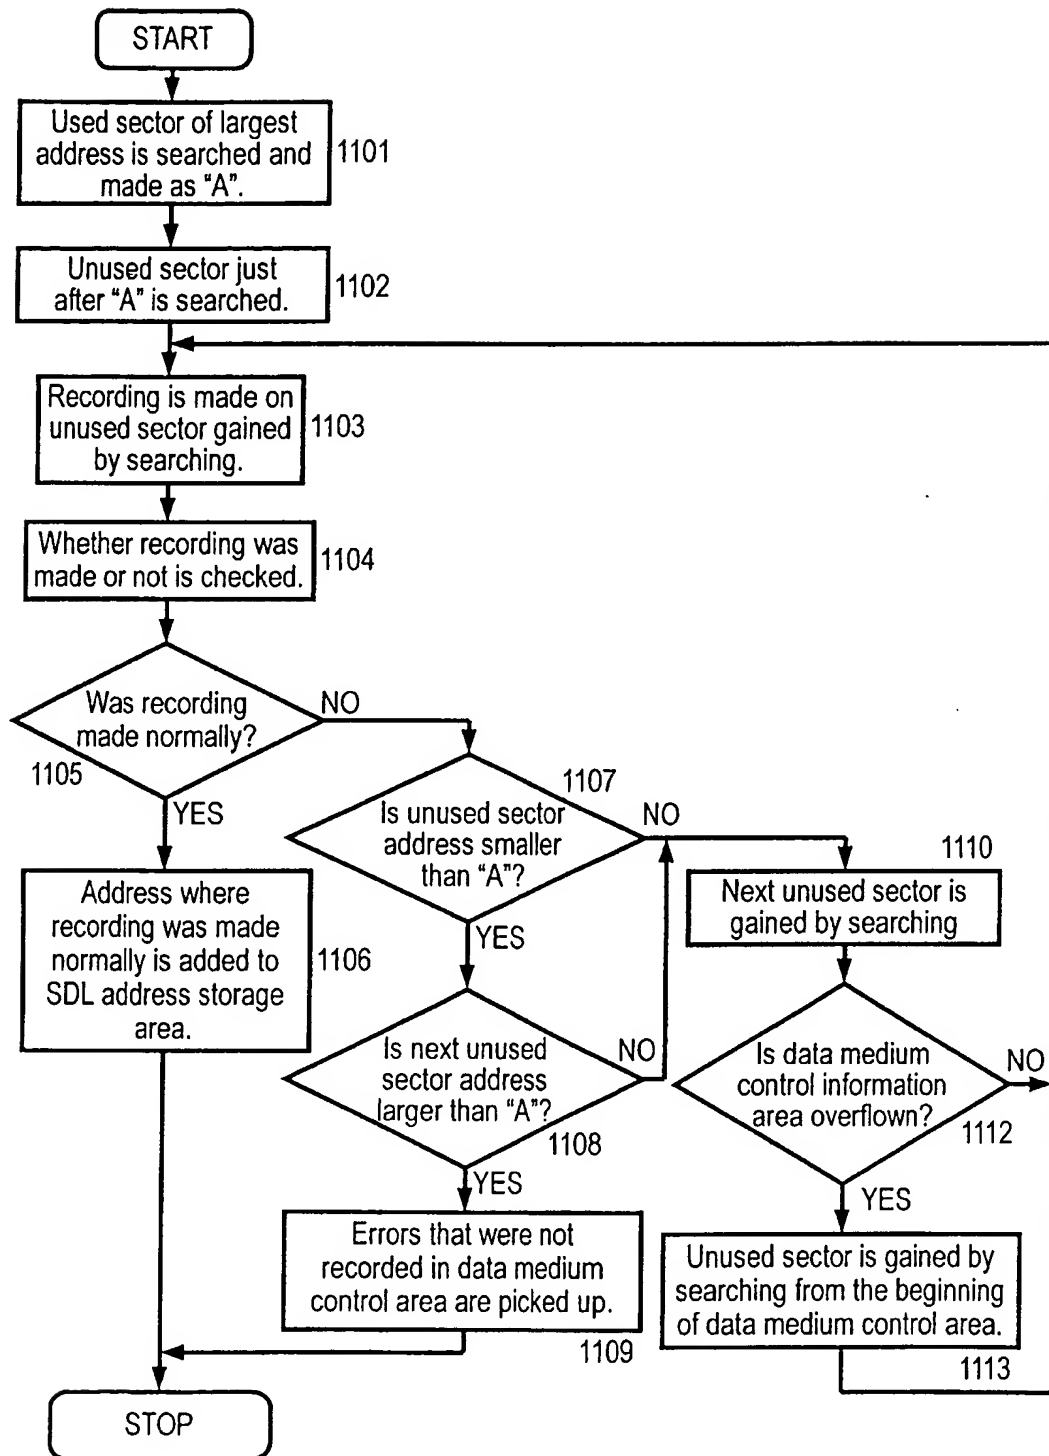 START
Used sector of largest
address is searched and
made as “A”.
1101
Unused sector just
after “A” is searched.
1102
Recording is made on
unused sector gained
by searching.
1103
Whether recording was
made or not is checked.
1104
Was recording
made normally?
NO
1105
YES
1107
Is unused sector
address smaller
than “A”?
NO
YES
Address where
recording was made
normally is added to
SDL address storage
area.
1106
1110
Next unused sector is
gained by searching
Is next unused
sector address
larger than “A”?
NO
1108
YES
Is data medium
control information
area overflown?
NO
1112
YES
Errors that were not
recorded in data medium
control area are picked up.
1109
Unused sector is gained by
searching from the beginning
of data medium control area.
1113
STOP